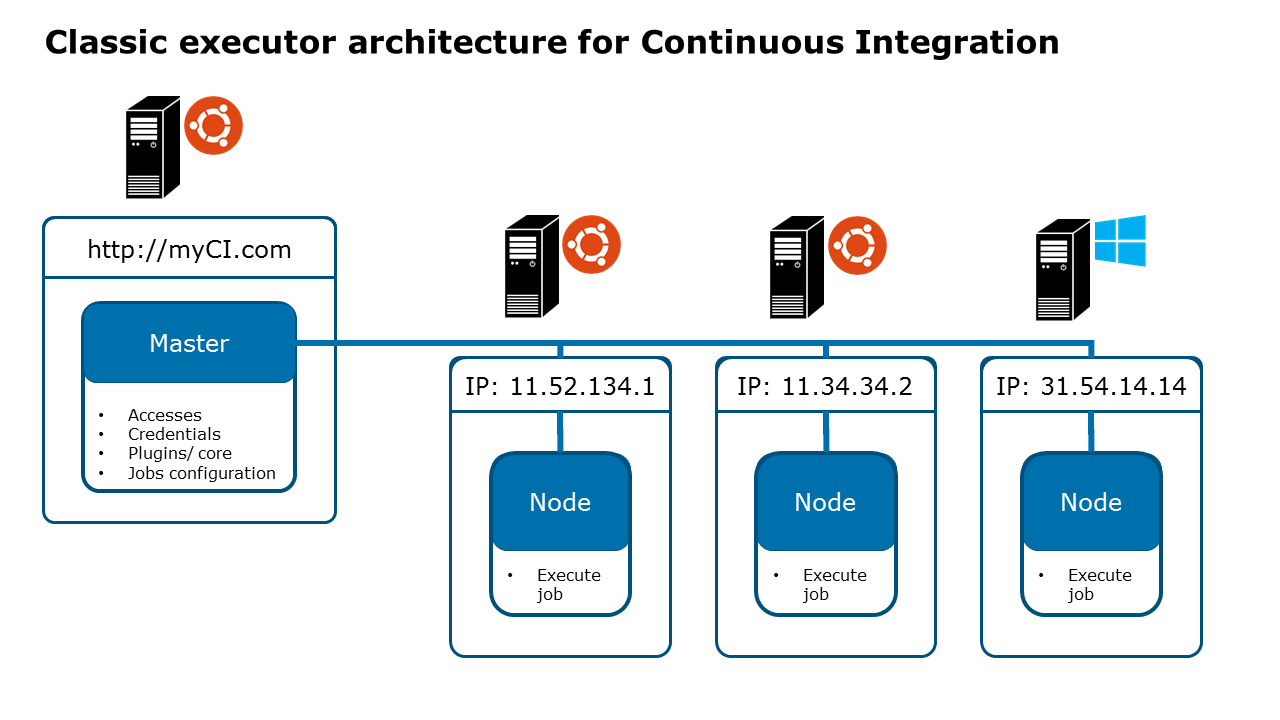 Classic executor architecture for Continuous Integration
http://myCI.com
Master
• Accesses
• Credentials
• Plugins/ core
• Jobs configuration
IP: 11.52.134.1
Node
• Execute
job
IP: 11.34.34.2
Node
• Execute
job
IP: 31.54.14.14
Node
• Execute
job